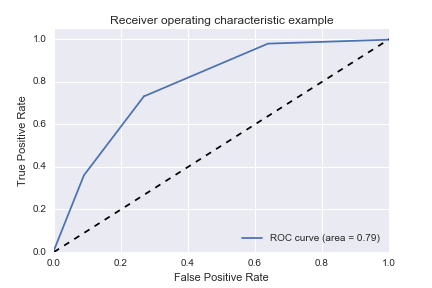 Receiver operating characteristic example
1.0
0.8
0.6
0.4
0.2
0.0
True Positive Rate
ROC curve (area = 0.79)
0.0 0.2 0.4 0.6 0.8 1.0
False Positive Rate